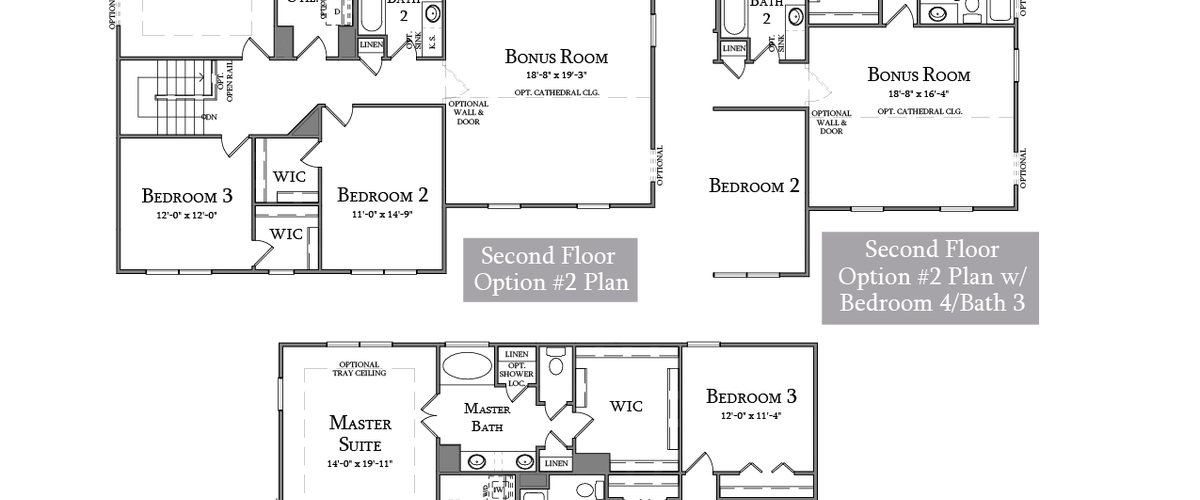 OPTIONAL
D
BATH
2
OPT.
SINK
K.S.
LINEN
OPT.
OPEN RAIL
DN
BONUS ROOM
18'-8" x 19'-3"
OPT. CATHEDRAL CLG.
OPTIONAL
WALL &
DOOR
OPTIONAL
WIC
WIC
BEDROOM 3
12'-0" x 12'-0"
BEDROOM 2
11'-0" x 14'-9"
Second Floor
Option #2 Plan
BATH
2
OPT.
SINK
LINEN
BONUS ROOM
18'-8" x 16'-4"
OPT. CATHEDRAL CLG.
OPTIONAL
WALL &
DOOR
OPTIONAL
BEDROOM 2
Second Floor
Option #2 Plan w/
Bedroom 4/Bath 3
OPTIONAL
TRAY CEILING
MASTER
SUITE
14'-0" x 19'-11"
LINEN
OPT.
SHOWER
LOC.
MASTER
BATH
LINEN
WIC
BEDROOM 3
12'-0" x 11'-4"
W/D